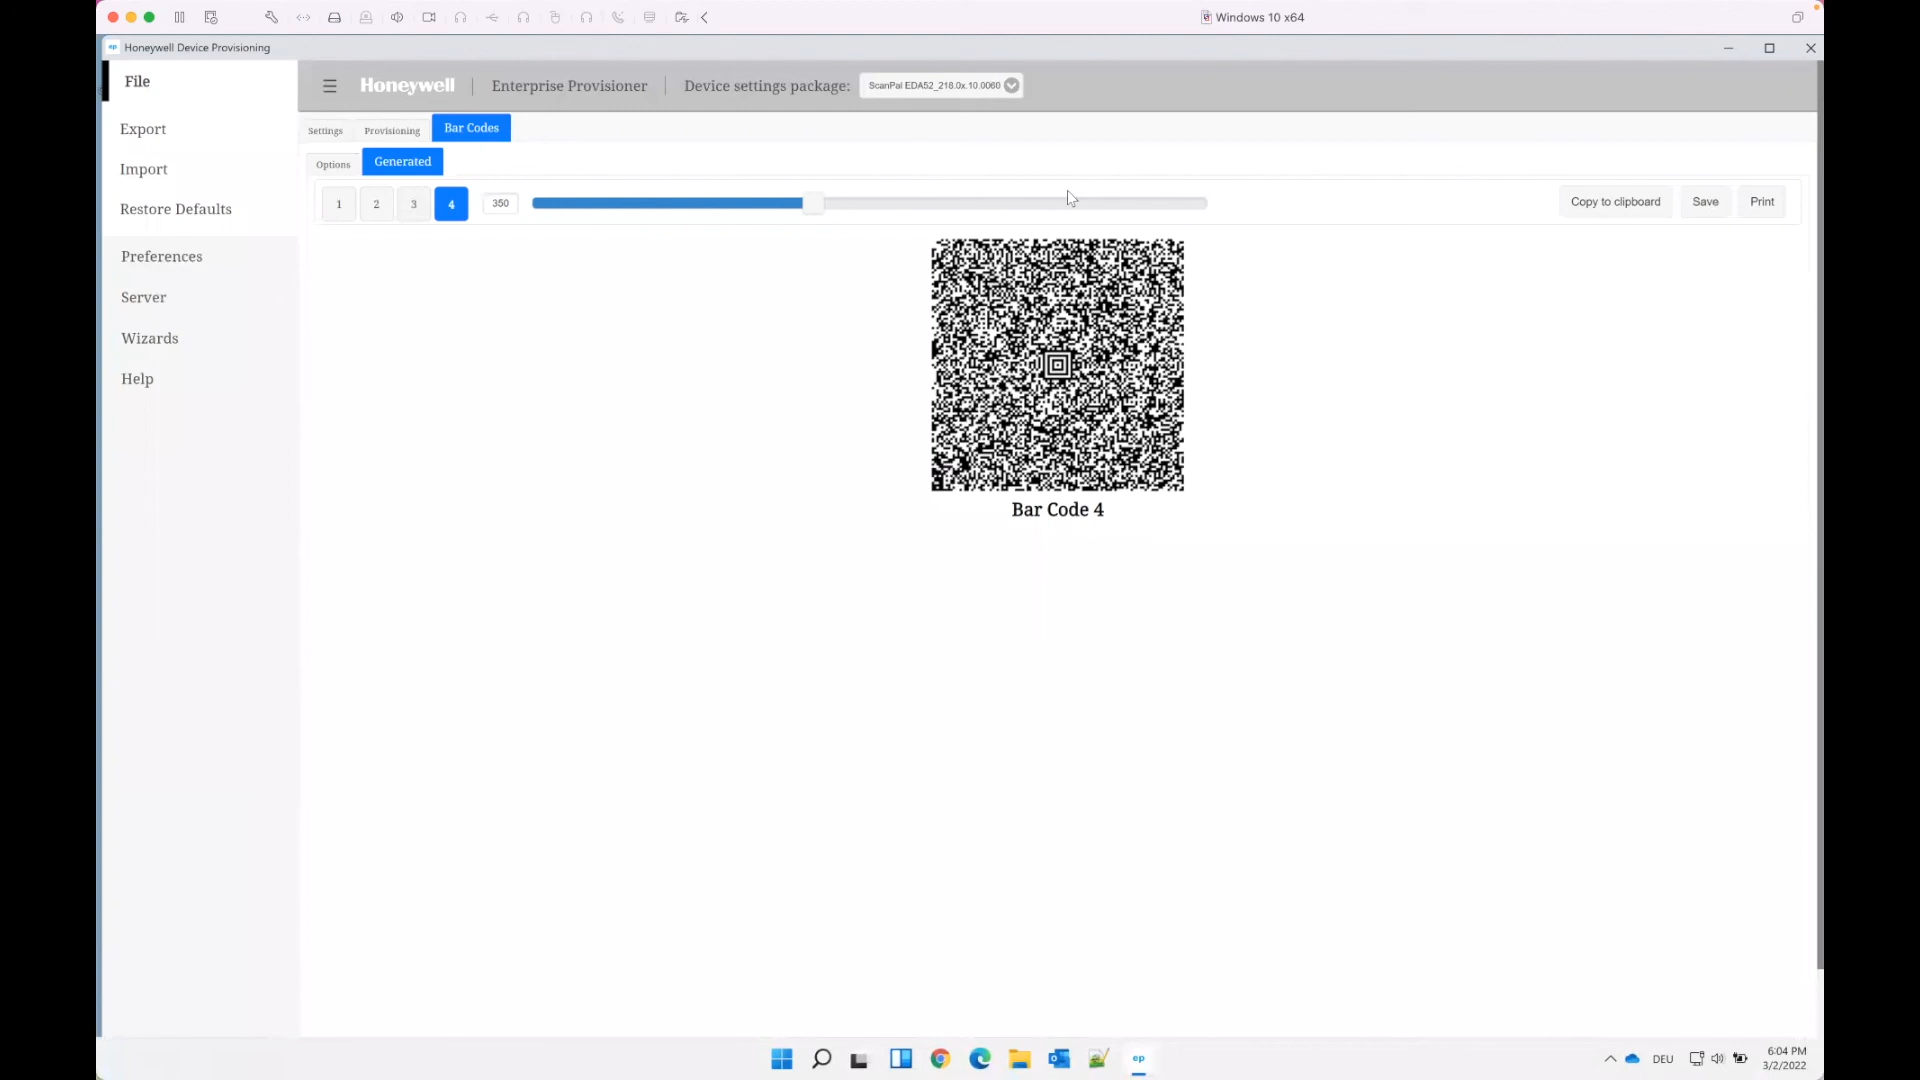 Windows 10 x64
ep Honeywell Device Provisioning
File
Honeywell Enterprise Provisioner Device settings package: ScanPal EDA52_218.0x.10.0060
Export
Import
Restore Defaults
Preferences
Server
Wizards
Help
Settings Provisioning Bar Codes
Options Generated
1 2 3 4 350 Copy to clipboard Save Print
Bar Code 4
ep
DEU
6:04 PM
3/2/2022